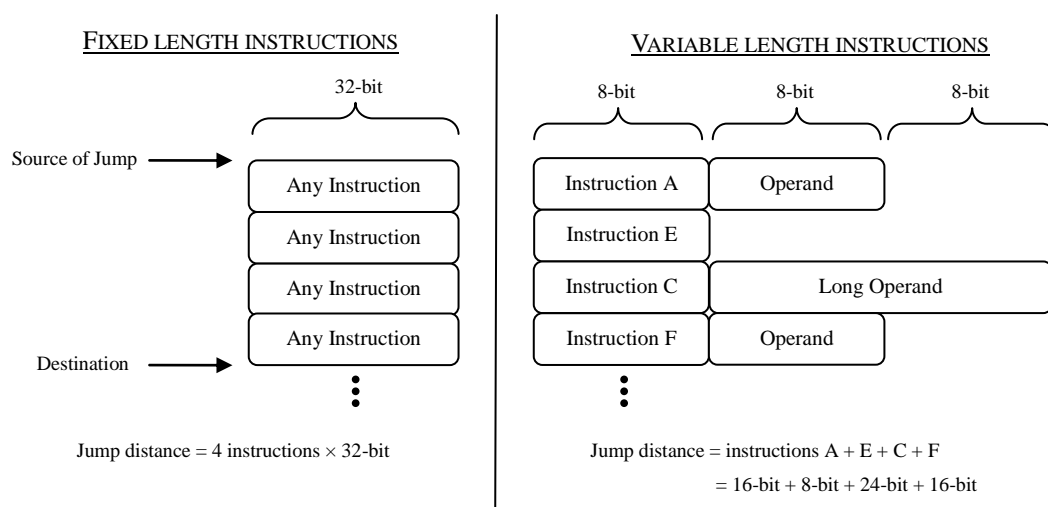 FIXED LENGTH INSTRUCTIONS
32-bit
Source of Jump
Any Instruction
Any Instruction
Any Instruction
Any Instruction
Destination
Jump distance = 4 instructions × 32-bit
VARIABLE LENGTH INSTRUCTIONS
8-bit 8-bit 8-bit
Instruction A Operand
Instruction E
Instruction C Long Operand
Instruction F Operand
Jump distance = instructions A + E + C + F
= 16-bit + 8-bit + 24-bit + 16-bit